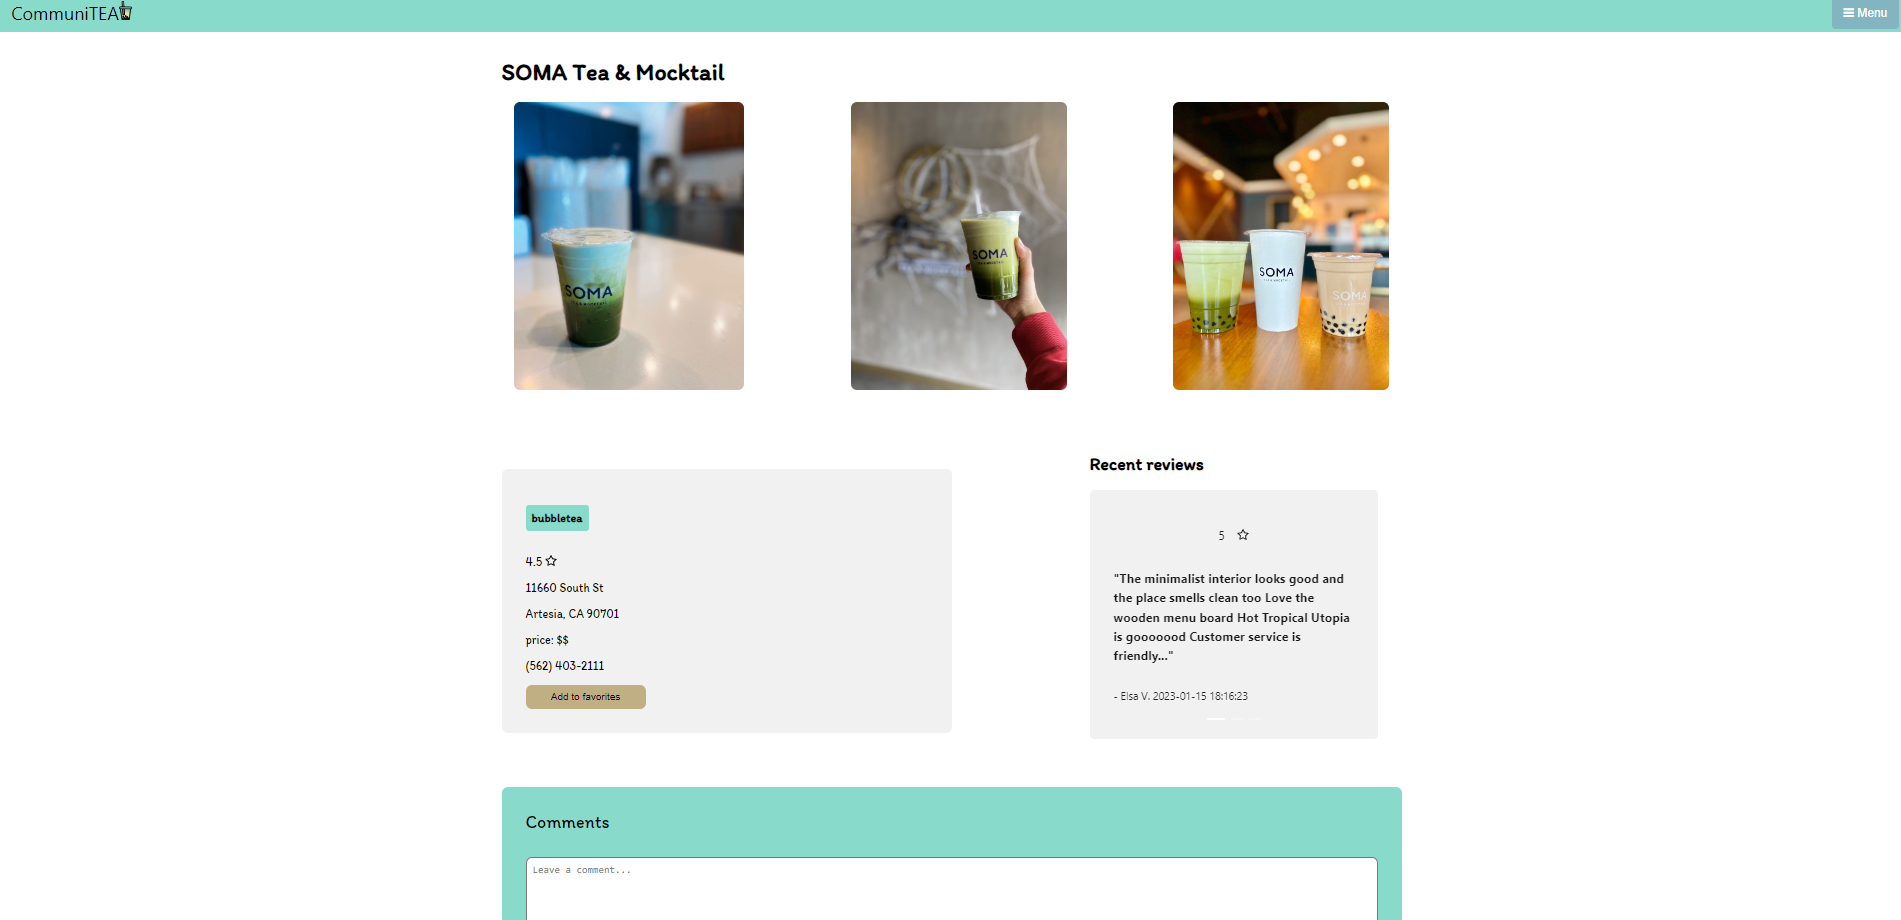 CommuniTEA
Menu
SOMA Tea & Mocktail
SOMA
SOMA
SOMA
SOMA
bubbletea
4.5
11660 South St
Artesia, CA 90701
price: $$
(562) 403-2111
Add to favorites
Recent reviews
5
"The minimalist interior looks good and
the place smells clean too Love the
wooden menu board Hot Tropical Utopia
is gooooood Customer service is
friendly..."
- Elsa V. 2023-01-15 18:16:23
Comments
Leave a comment...